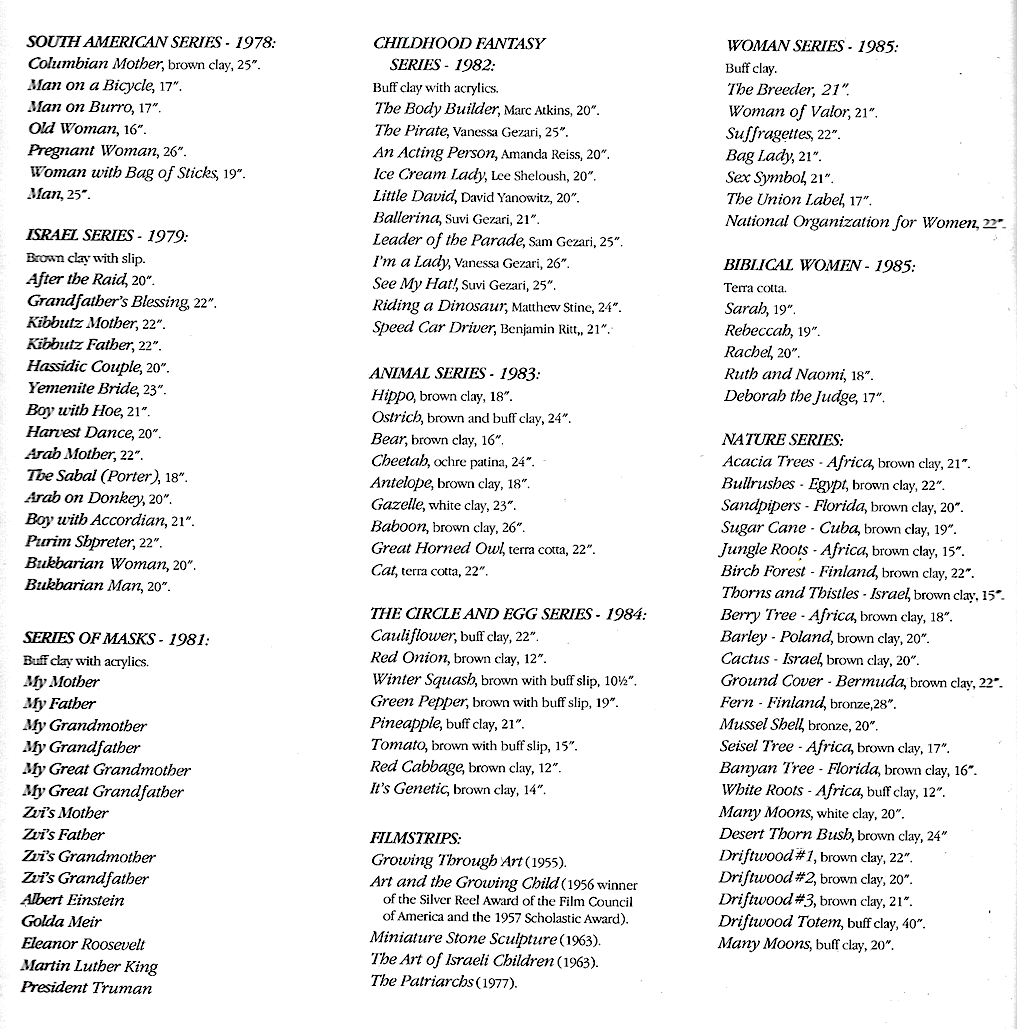 SOUTH AMERICAN SERIES - 1978:
Columbian Mother, brown clay, 25".
Man on a Bicycle, 17".
Man on Burro, 17".
Old Woman, 16".
Pregnant Woman, 26".
Woman with Bag of Sticks, 19".
Man, 25".
ISRAEL SERIES - 1979:
Brown clay with slip.
After the Raid, 20".
Grandfather's Blessing, 22".
Kibbutz Mother, 22".
Kibbutz Father, 22".
Hassidic Couple, 20".
Yemenite Bride, 23".
Boy with Hoe, 21".
Harvest Dance, 20".
Arab Mother, 22".
The Sabal (Porter), 18".
Arab on Donkey, 20".
Boy with Accordian, 21".
Purim Shpreter, 22".
Bukbarian Woman, 20".
Bukbarian Man, 20".
SERIES OF MASKS - 1981:
Buff clay with acrylics.
My Mother
My Father
My Grandmother
My Grandfather
My Great Grandmother
My Great Grandfather
Zvi's Mother
Zvi's Father
Zvi's Grandmother
Zvi's Grandfather
Albert Einstein
Golda Meir
Eleanor Roosevelt
Martin Luther King
President Truman
CHILDHOOD FANTASY
SERIES - 1982:
Buff clay with acrylics.
The Body Builder, Marc Atkins, 20".
The Pirate, Vanessa Gezari, 25".
An Acting Person, Amanda Reiss, 20".
Ice Cream Lady, Lee Sheloush, 20".
Little David, David Yanowitz, 20".
Ballerina, Suvi Gezari, 21".
Leader of the Parade, Sam Gezari, 25".
I'm a Lady, Vanessa Gezari, 26".
See My Hat!, Suvi Gezari, 25".
Riding a Dinosaur, Matthew Stine, 24".
Speed Car Driver, Benjamin Ritt,, 21".
ANIMAL SERIES - 1983:
Hippo, brown clay, 18".
Ostrich, brown and buff clay, 24".
Bear, brown clay, 16".
Cheetah, ochre patina, 24".
Antelope, brown clay, 18".
Gazelle, white clay, 23".
Baboon, brown clay, 26".
Great Horned Owl, terra cotta, 22".
Cat, terra cotta, 22".
THE CIRCLE AND EGG SERIES - 1984:
Cauliflower, buff clay, 22".
Red Onion, brown clay, 12".
Winter Squash, brown with buff slip, 10½".
Green Pepper, brown with buff slip, 19".
Pineapple, buff clay, 21".
Tomato, brown with buff slip, 15".
Red Cabbage, brown clay, 12".
It's Genetic, brown clay, 14".
FILMSTRIPS:
Growing Through Art (1955).
Art and the Growing Child (1956 winner
of the Silver Reel Award of the Film Council
of America and the 1957 Scholastic Award).
Miniature Stone Sculpture (1963).
The Art of Israeli Children (1963).
The Patriarchs (1977).
WOMAN SERIES - 1985:
Buff clay.
The Breeder, 21".
Woman of Valor, 21".
Suffragettes, 22".
Bag Lady, 21".
Sex Symbol, 21".
The Union Label, 17".
National Organization for Women, 22".
BIBLICAL WOMEN - 1985:
Terra cotta.
Sarah, 19".
Rebeccah, 19".
Rachel, 20".
Ruth and Naomi, 18".
Deborah the Judge, 17".
NATURE SERIES:
Acacia Trees - Africa, brown clay, 21".
Bullrushes - Egypt, brown clay, 22".
Sandpipers - Florida, brown clay, 20".
Sugar Cane - Cuba, brown clay, 19".
Jungle Roots - Africa, brown clay, 15".
Birch Forest - Finland, brown clay, 22".
Thorns and Thistles - Israel, brown clay, 15".
Berry Tree - Africa, brown clay, 18".
Barley - Poland, brown clay, 20".
Cactus - Israel, brown clay, 20".
Ground Cover - Bermuda, brown clay, 22".
Fern - Finland, bronze,28".
Mussel Shell, bronze, 20".
Seisel Tree - Africa, brown clay, 17".
Banyan Tree - Florida, brown clay, 16".
White Roots - Africa, buff clay, 12".
Many Moons, white clay, 20".
Desert Thorn Bush, brown clay, 24"
Driftwood #1, brown clay, 22".
Driftwood #2, brown clay, 20".
Driftwood #3, brown clay, 21".
Driftwood Totem, buff clay, 40".
Many Moons, buff clay, 20".